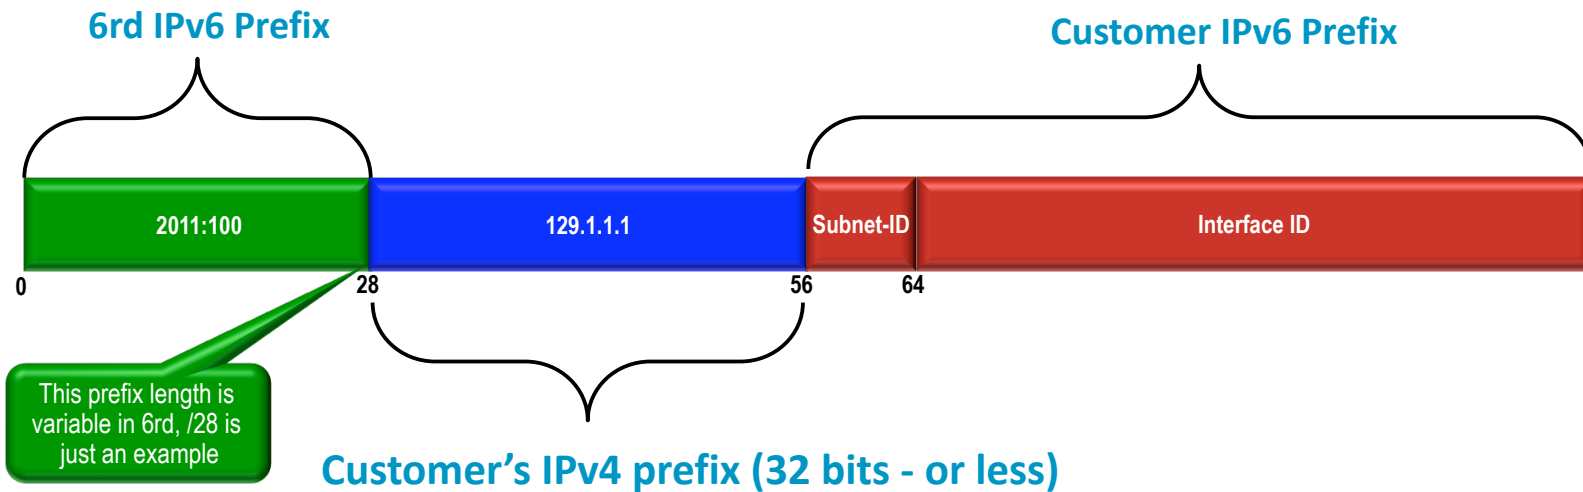 6rd IPv6 Prefix
Customer IPv6 Prefix
2011:100
129.1.1.1
Subnet-ID
Interface ID
0
28
56
64
This prefix length is
variable in 6rd, /28 is
just an example
Customer’s IPv4 prefix (32 bits - or less)